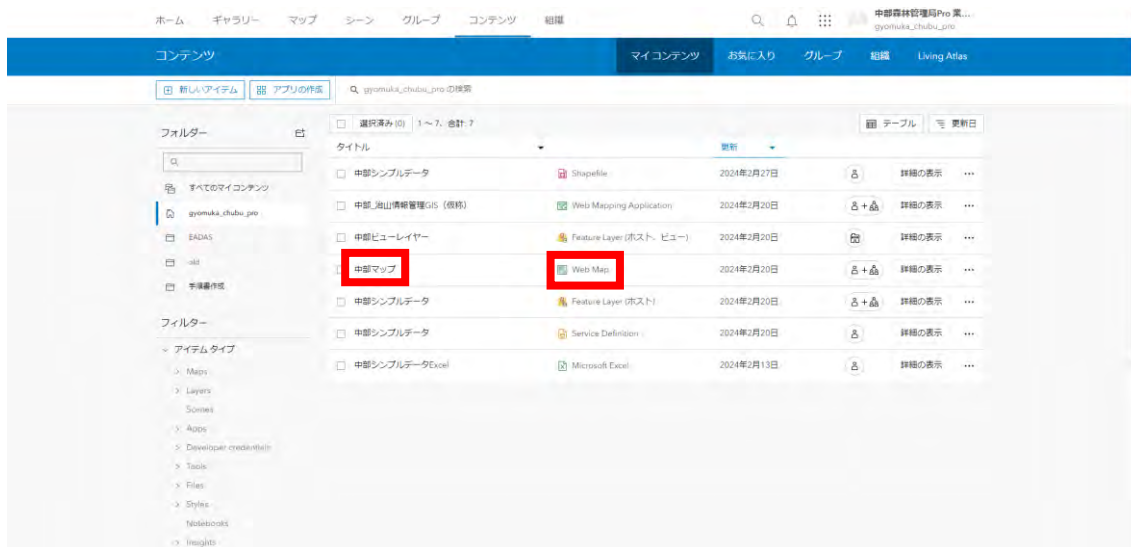 ホーム ギャラリー マップ シーン グループ コンテンツ 組織 中部森林管理局Pro 業...
gyomuka_chubu_pro
コンテンツ マイ コンテンツ お気に入り グループ 組織 Living Atlas
新しいアイテム アプリの作成 gyomuka_chubu_pro の検索
フォルダー 選択済み (0) 1 ～ 7、合計: 7 テーブル 更新日
タイトル 更新
中部シンプルデータ Shapefile 2024年2月27日 詳細の表示 ...
すべてのマイ コンテンツ
中部_治山情報管理GIS（仮称） Web Mapping Application 2024年2月20日 詳細の表示 ...
gyomuka_chubu_pro
EADAS 中部ビューレイヤー Feature Layer (ホスト、ビュー) 2024年2月20日 詳細の表示 ...
old
中部マップ Web Map 2024年2月20日 詳細の表示 ...
手順書作成
中部シンプルデータ Feature Layer (ホスト) 2024年2月20日 詳細の表示 ...
フィルター
中部シンプルデータ Service Definition 2024年2月20日 詳細の表示 ...
アイテム タイプ
中部シンプルデータExcel Microsoft Excel 2024年2月13日 詳細の表示 ...
Maps
Layers
Scenes
Apps
Developer credentials
Tools
Files
Styles
Notebooks
Insights